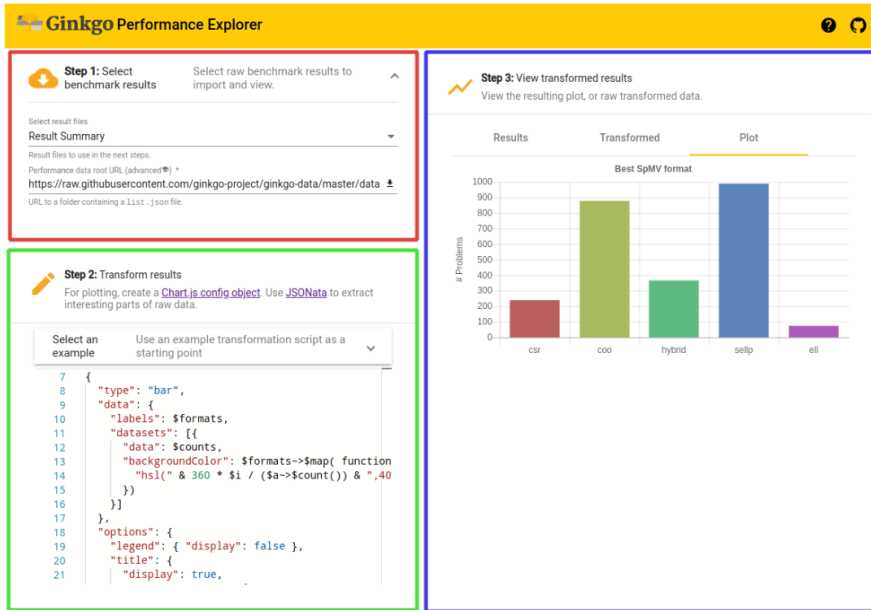 Ginkgo Performance Explorer
Step 1: Select benchmark results
Select raw benchmark results to import and view.
Select result files
Result Summary
Result files to use in the next steps.
Performance data root URL (advanced) *
https://raw.githubusercontent.com/ginkgo-project/ginkgo-data/master/data
URL to a folder containing a list.json file.
Step 2: Transform results
For plotting, create a Chart.js config object. Use JSONata to extract
interesting parts of raw data.
Select an example
Use an example transformation script as a starting point
7 {
8 "type": "bar",
9 "data": {
10 "labels": $formats,
11 "datasets": [{
12 "data": $counts,
13 "backgroundColor": $formats~>$map( function
14 "hsl(" & 360 * $i / ($a~>$count()) & ",40
15 })
16 }]
17 },
18 "options": {
19 "legend": { "display": false },
20 "title": {
21 "display": true,
Step 3: View transformed results
View the resulting plot, or raw transformed data.
Results Transformed Plot
Best SpMV format
# Problems
1000
900
800
700
600
500
400
300
200
100
0
csr coo hybrid sellp ell